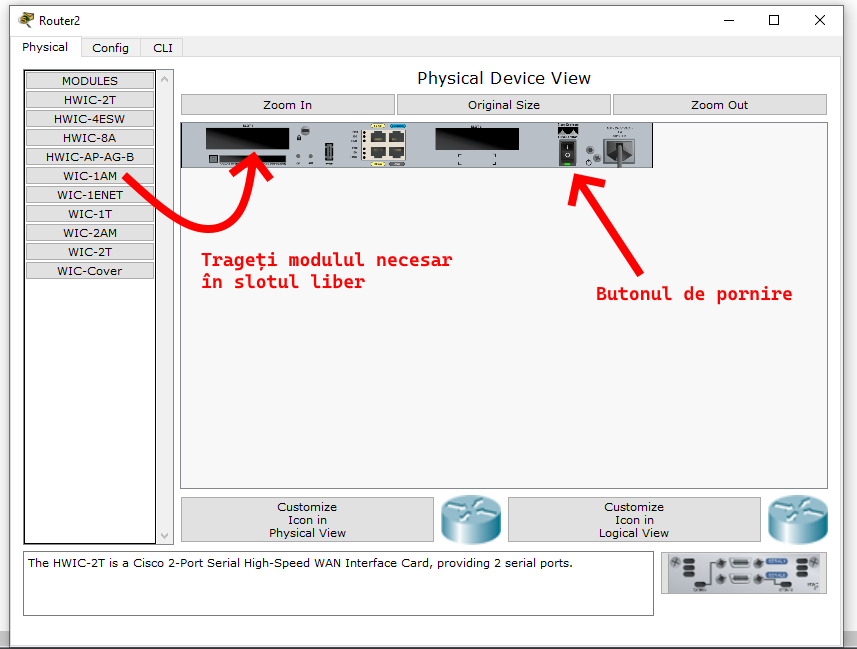 Router2
Physical
Config
CLI
MODULES
HWIC-2T
HWIC-4ESW
HWIC-8A
HWIC-AP-AG-B
WIC-1AM
WIC-1ENET
WIC-1T
WIC-2AM
WIC-2T
WIC-Cover
Physical Device View
Zoom In
Original Size
Zoom Out
Trageți modulul necesar
în slotul liber
Butonul de pornire
Customize
Icon in
Physical View
Customize
Icon in
Logical View
The HWIC-2T is a Cisco 2-Port Serial High-Speed WAN Interface Card, providing 2 serial ports.